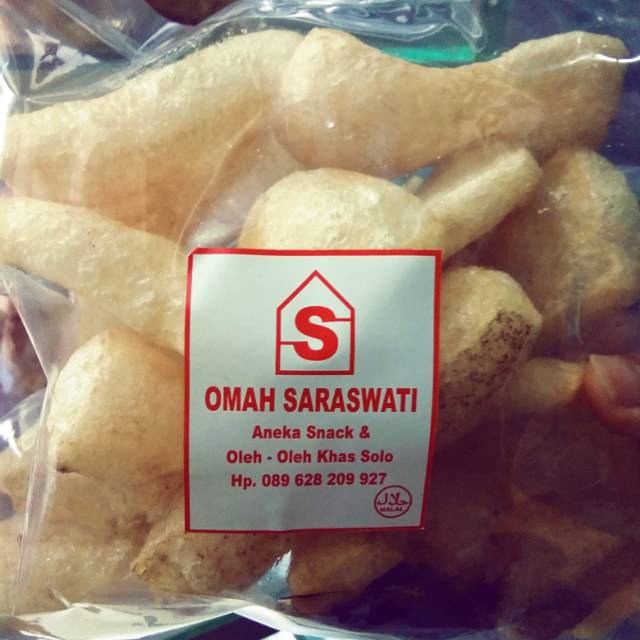 S
OMAH SARASWATI
Aneka Snack &
Oleh - Oleh Khas Solo
Hp. 089 628 209 927
حلال
HALAL